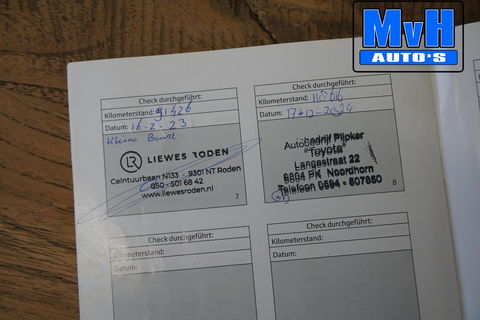 MvH
AUTO'S
Check durchgeführt:
Kilometerstand: 91426
Datum: 16-2-23
Kleine Beurt
LR LIEWES RODEN
Ceintuurbaan N133 - 9301 NT Roden
050 - 501 68 42
www.liewesroden.nl
7
Check durchgeführt:
Kilometerstand:
Datum: 17-12-2024
Autobedrijf Pijpker
"Toyota"
Langestraat 22
9804 PK Noordhorn
Telefoon 0594 - 507850
8
Check durchgeführt:
Kilometerstand:
Datum:
Check durchgeführt:
Kilometerstand:
Datum: